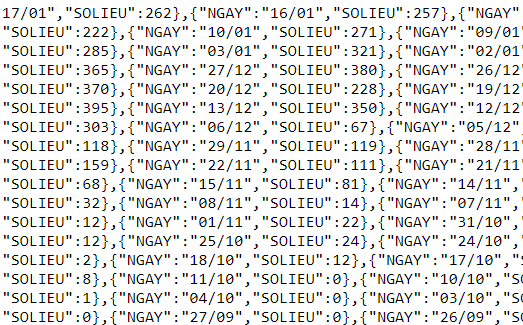 17/01","SOLIEU":262},{"NGAY":"16/01","SOLIEU":257},{"NGAY"
"SOLIEU":222},{"NGAY":"10/01","SOLIEU":271},{"NGAY":"09/01
"SOLIEU":285},{"NGAY":"03/01","SOLIEU":321},{"NGAY":"02/01
"SOLIEU":365},{"NGAY":"27/12","SOLIEU":380},{"NGAY":"26/12
"SOLIEU":370},{"NGAY":"20/12","SOLIEU":228},{"NGAY":"19/12
"SOLIEU":395},{"NGAY":"13/12","SOLIEU":350},{"NGAY":"12/12
"SOLIEU":303},{"NGAY":"06/12","SOLIEU":67},{"NGAY":"05/12
"SOLIEU":118},{"NGAY":"29/11","SOLIEU":119},{"NGAY":"28/11
"SOLIEU":159},{"NGAY":"22/11","SOLIEU":111},{"NGAY":"21/11
"SOLIEU":68},{"NGAY":"15/11","SOLIEU":81},{"NGAY":"14/11",
"SOLIEU":32},{"NGAY":"08/11","SOLIEU":14},{"NGAY":"07/11",
"SOLIEU":12},{"NGAY":"01/11","SOLIEU":22},{"NGAY":"31/10",
"SOLIEU":12},{"NGAY":"25/10","SOLIEU":24},{"NGAY":"24/10",
"SOLIEU":2},{"NGAY":"18/10","SOLIEU":12},{"NGAY":"17/10","S
"SOLIEU":8},{"NGAY":"11/10","SOLIEU":0},{"NGAY":"10/10","SO
"SOLIEU":1},{"NGAY":"04/10","SOLIEU":0},{"NGAY":"03/10","SO
"SOLIEU":0},{"NGAY":"27/09","SOLIEU":0},{"NGAY":"26/09","SO